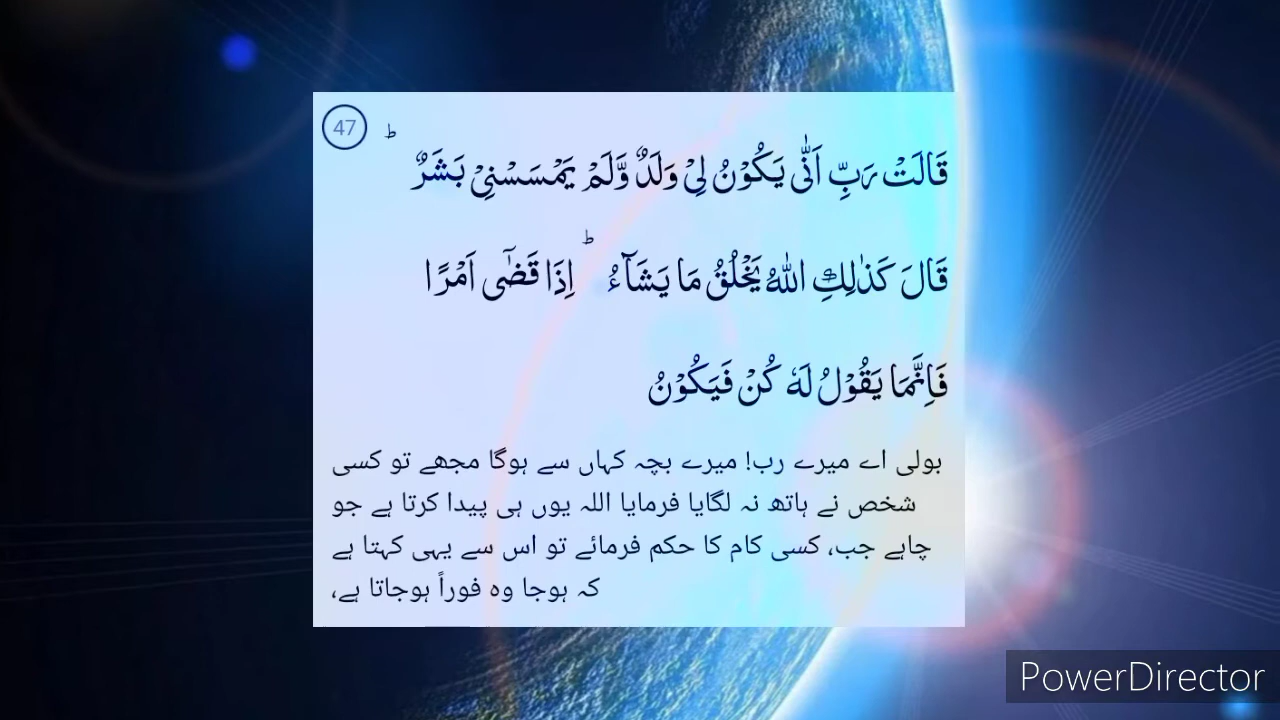 47
قَالَتْ رَبِّ اَنّٰى يَكُوْنُ لِىْ وَلَدٌ وَّلَمْ يَمْسَسْنِىْ بَشَرٌ ؕ
قَالَ كَذٰلِكِ اللّٰهُ يَخْلُقُ مَا يَشَآءُ ؕ اِذَا قَضٰٓى اَمْرًا
فَاِنَّمَا يَقُوْلُ لَهٗ كُنْ فَيَكُوْنُ
بولی اے میرے رب! میرے بچہ کہاں سے ہوگا مجھے تو کسی
شخص نے ہاتھ نہ لگایا فرمایا اللہ یوں ہی پیدا کرتا ہے جو
چاہے جب، کسی کام کا حکم فرمائے تو اس سے یہی کہتا ہے
کہ ہوجا وہ فوراً ہوجاتا ہے،
PowerDirector